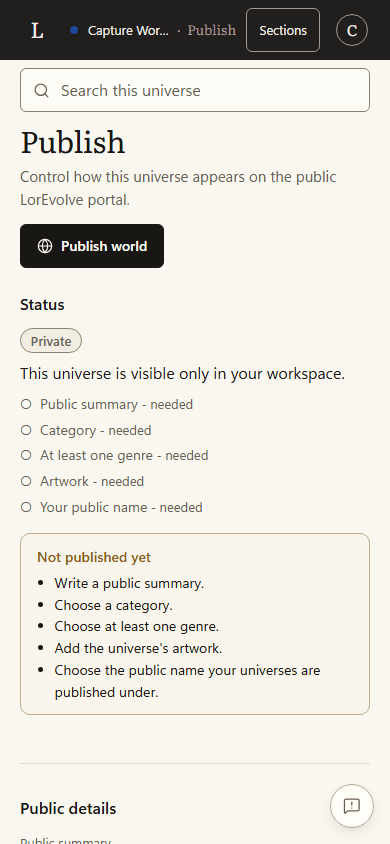 L
Capture Wor... · Publish
Sections
C
Search this universe
Publish
Control how this universe appears on the public
LorEvolve portal.
Publish world
Status
Private
This universe is visible only in your workspace.
Public summary - needed
Category - needed
At least one genre - needed
Artwork - needed
Your public name - needed
Not published yet
• Write a public summary.
• Choose a category.
• Choose at least one genre.
• Add the universe's artwork.
• Choose the public name your universes are
published under.
Public details
Public summary